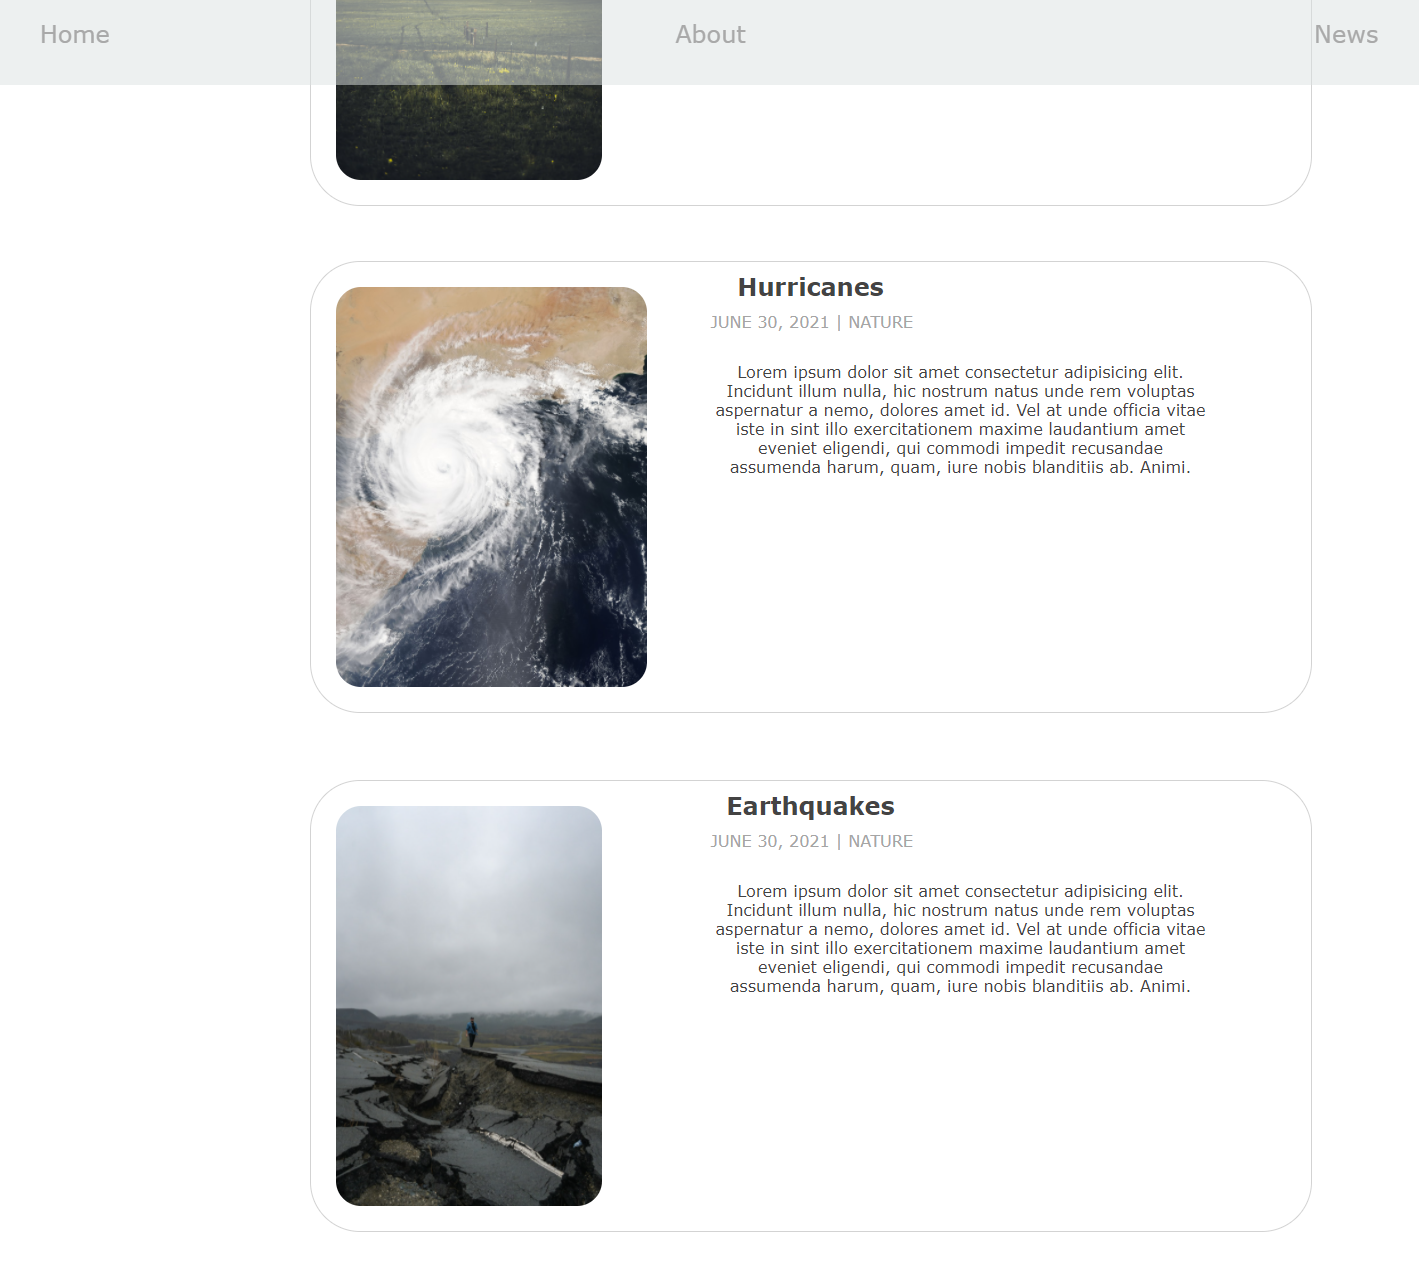 Home
About
News
Hurricanes
JUNE 30, 2021 | NATURE
Lorem ipsum dolor sit amet consectetur adipisicing elit.
Incidunt illum nulla, hic nostrum natus unde rem voluptas
aspernatur a nemo, dolores amet id. Vel at unde officia vitae
iste in sint illo exercitationem maxime laudantium amet
eveniet eligendi, qui commodi impedit recusandae
assumenda harum, quam, iure nobis blanditiis ab. Animi.
Earthquakes
JUNE 30, 2021 | NATURE
Lorem ipsum dolor sit amet consectetur adipisicing elit.
Incidunt illum nulla, hic nostrum natus unde rem voluptas
aspernatur a nemo, dolores amet id. Vel at unde officia vitae
iste in sint illo exercitationem maxime laudantium amet
eveniet eligendi, qui commodi impedit recusandae
assumenda harum, quam, iure nobis blanditiis ab. Animi.